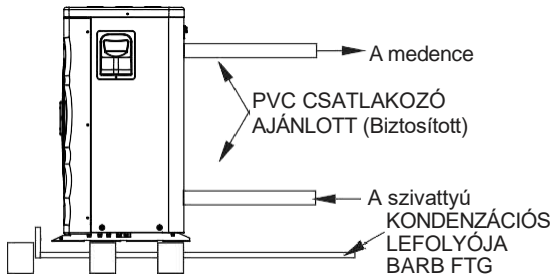 A medence
PVC CSATLAKOZÓ
AJÁNLOTT (Biztosított)
A szivattyú
KONDENZÁCIÓS
LEFOLYÓJA
BARB FTG